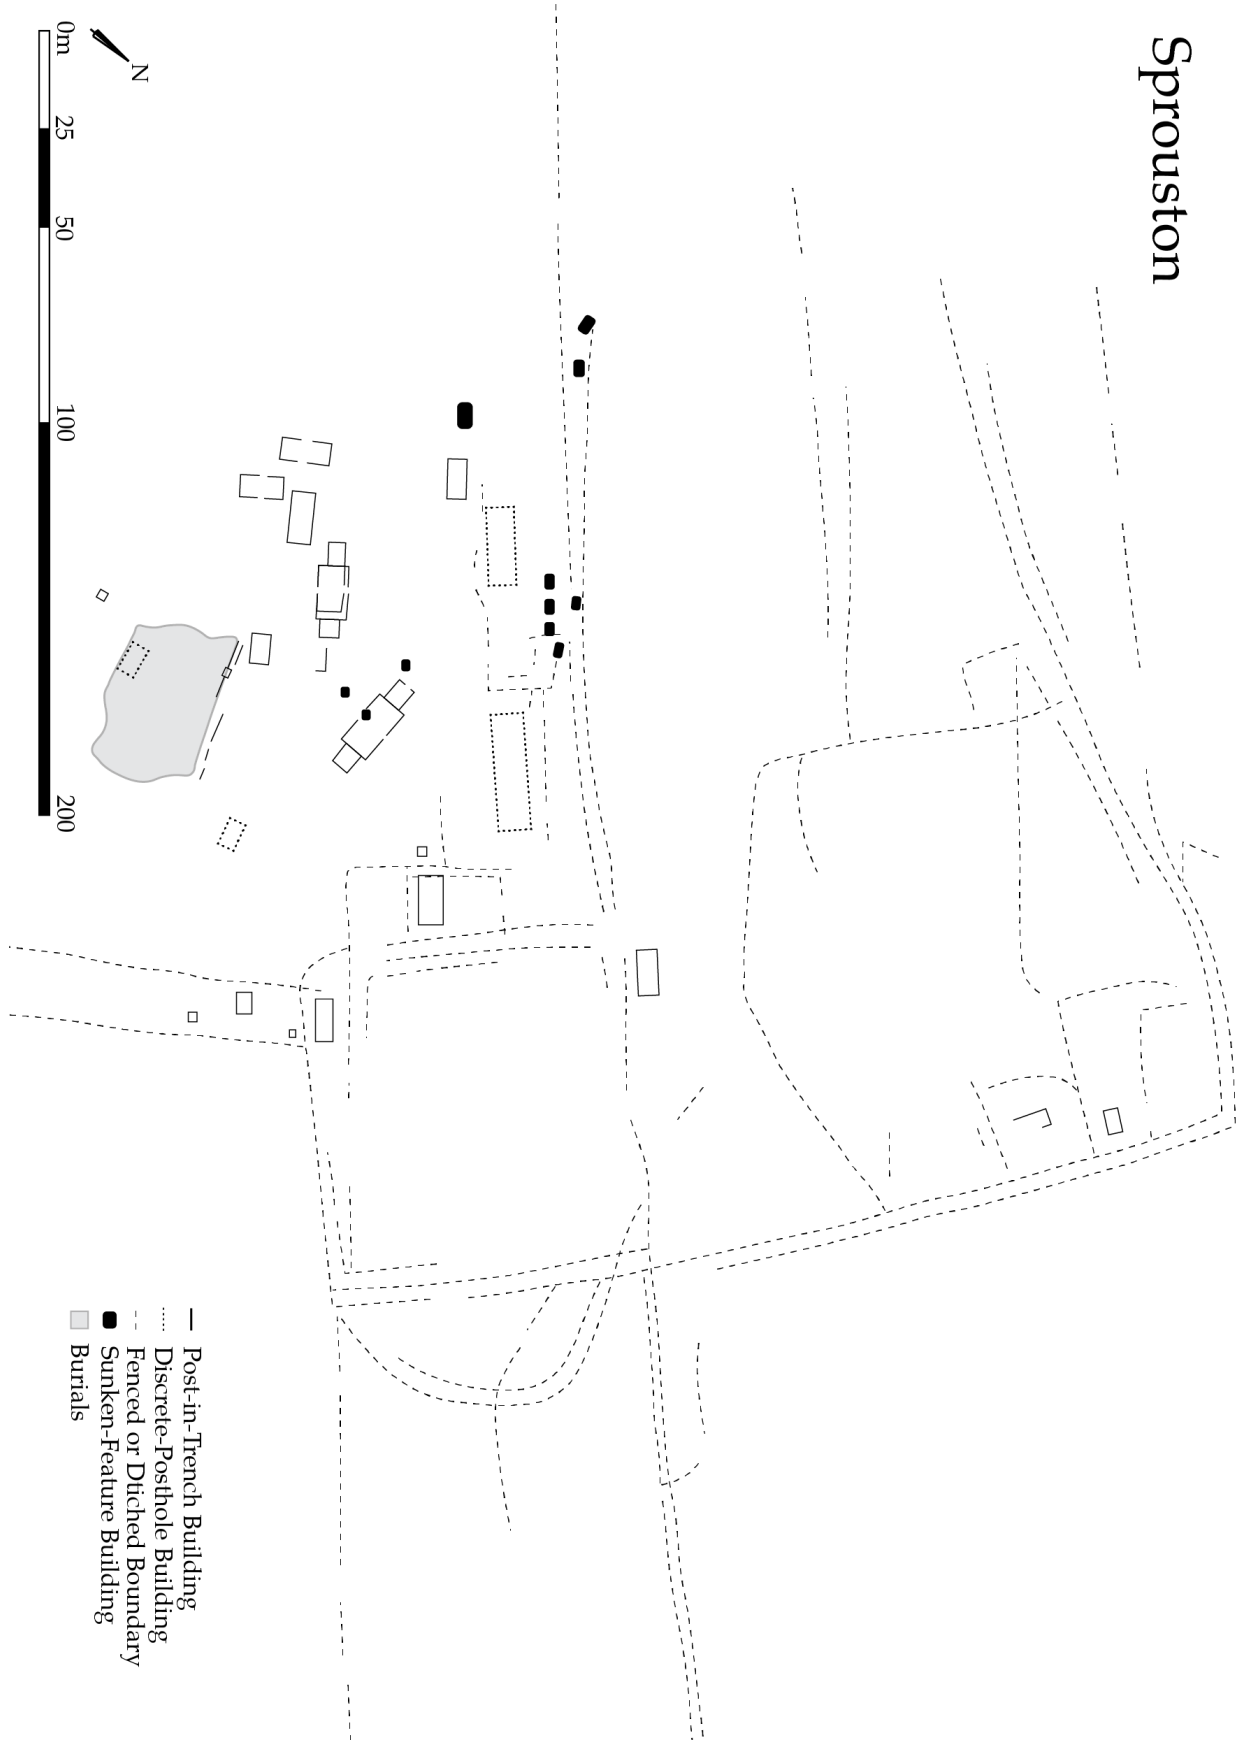 Sprouston
N
0m
25
50
100
200
Post-in-Trench Building
Discrete-Posthole Building
Fenced or Dtiched Boundary
Sunken-Feature Building
Burials